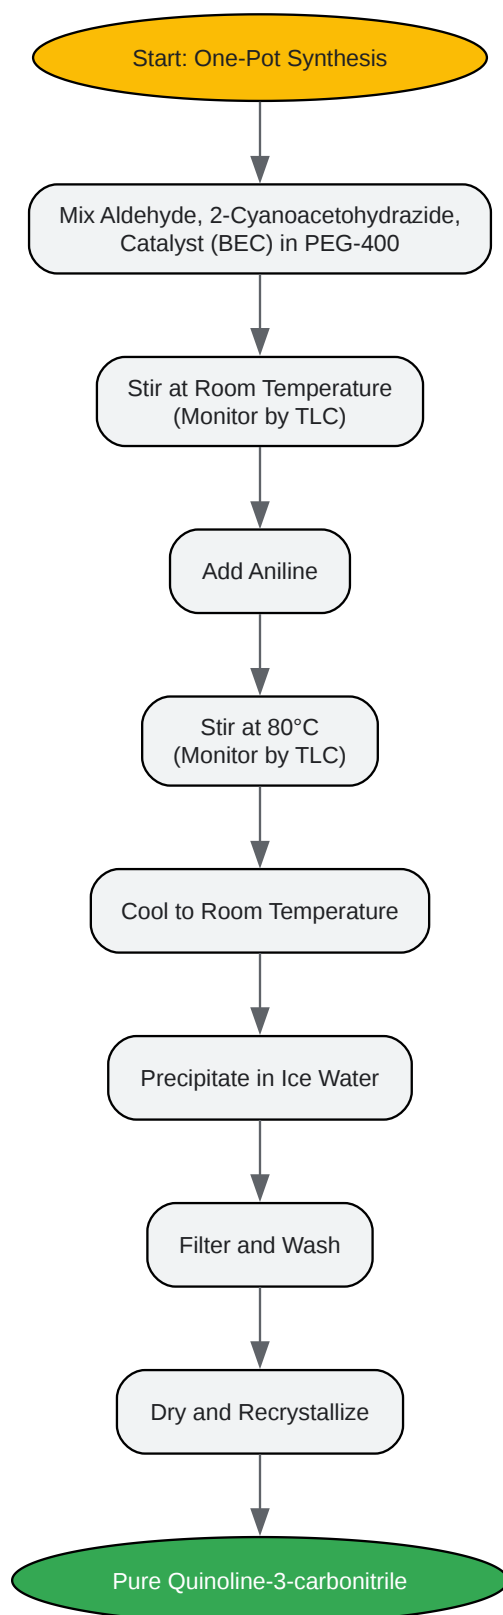 Start: One-Pot Synthesis
Mix Aldehyde, 2-Cyanoacetohydrazide,
Catalyst (BEC) in PEG-400
Stir at Room Temperature
(Monitor by TLC)
Add Aniline
Stir at 80°C
(Monitor by TLC)
Cool to Room Temperature
Precipitate in Ice Water
Filter and Wash
Dry and Recrystallize
Pure Quinoline-3-carbonitrile